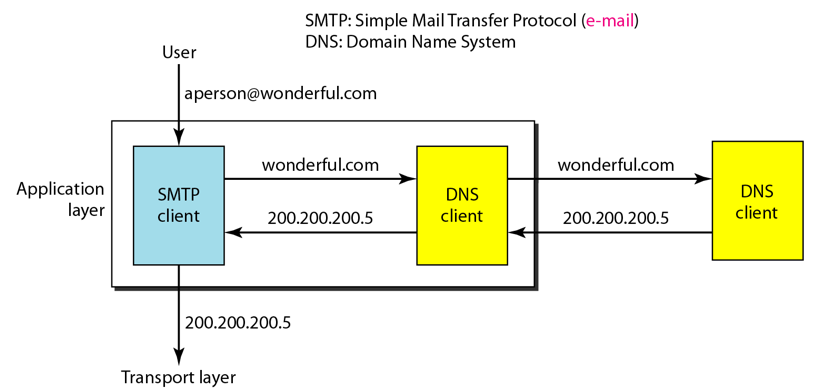 SMTP: Simple Mail Transfer Protocol (e-mail)
DNS: Domain Name System
User
aperson@wonderful.com
Application
layer
SMTP
client
wonderful.com
200.200.200.5
DNS
client
wonderful.com
200.200.200.5
DNS
client
200.200.200.5
Transport layer